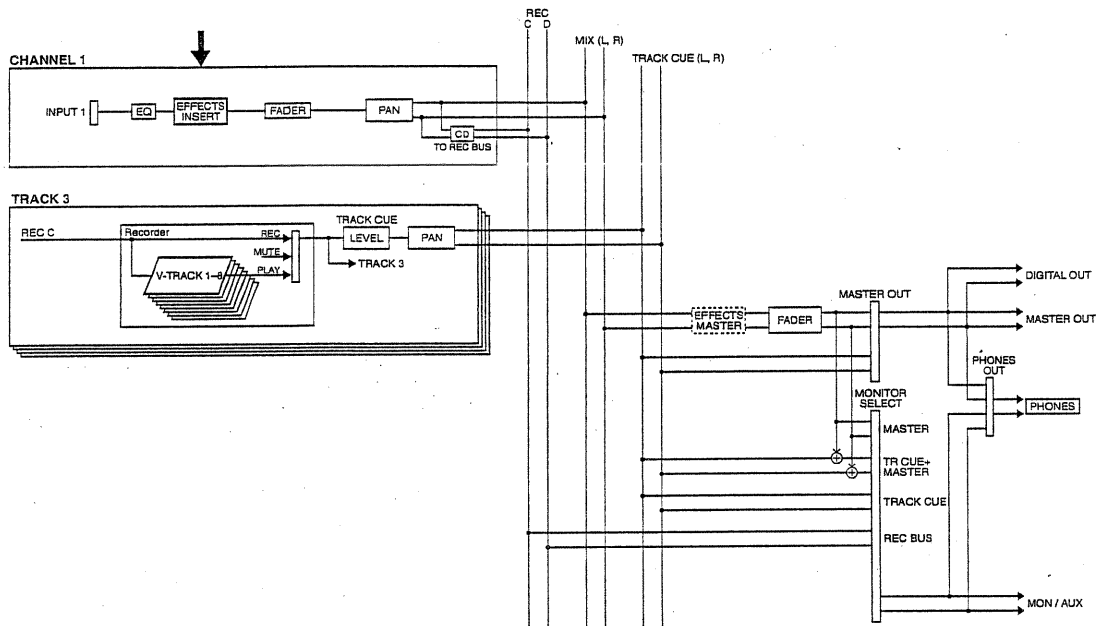 REC
C D
MIX (L, R)
TRACK CUE (L, R)
CHANNEL 1
INPUT 1
EQ
EFFECTS
INSERT
FADER
PAN
CD
TO REC BUS
TRACK 3
REC C
Recorder
REC
MUTE
PLAY
V-TRACK 1–8
TRACK CUE
LEVEL
PAN
TRACK 3
EFFECTS
MASTER
FADER
MASTER OUT
DIGITAL OUT
MASTER OUT
PHONES
OUT
PHONES
MONITOR
SELECT
MASTER
TR CUE+
MASTER
TRACK CUE
REC BUS
MON / AUX